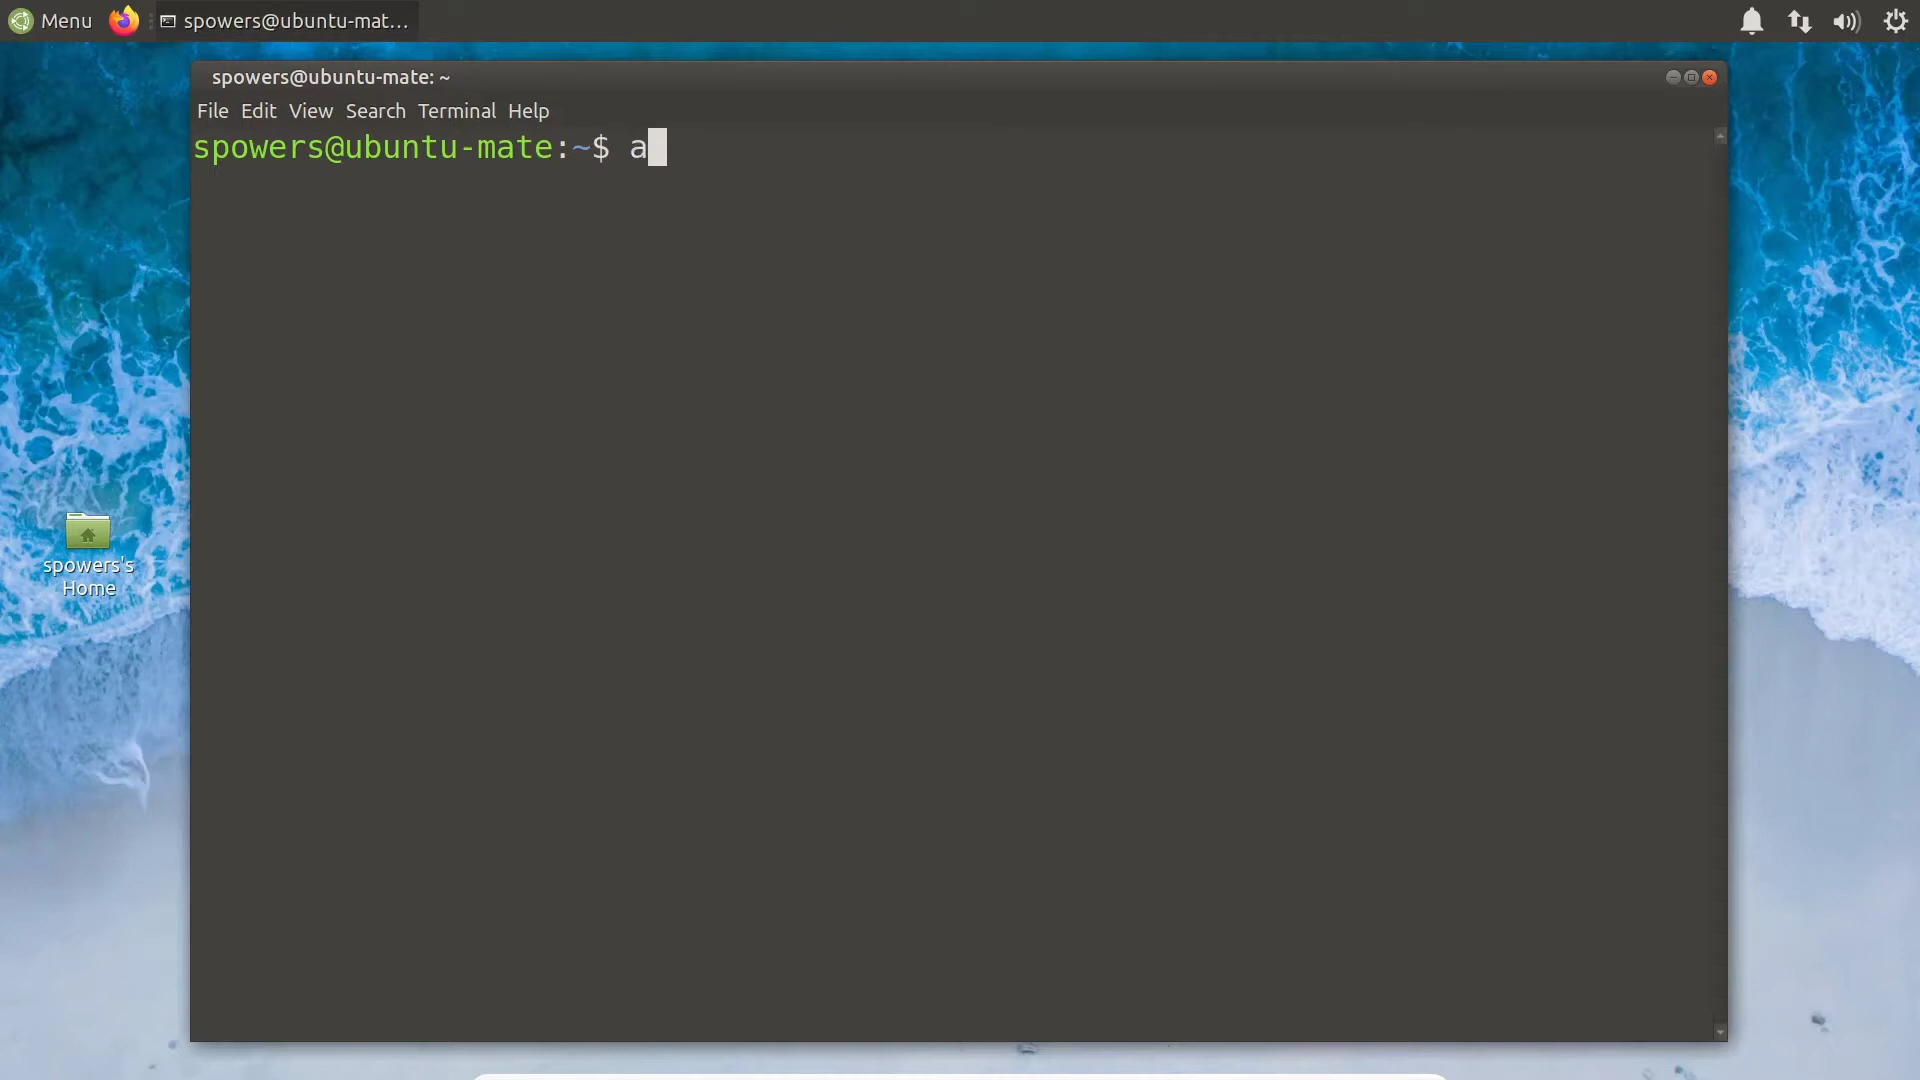 Menu
spowers@ubuntu-mat...
spowers@ubuntu-mate: ~
File Edit View Search Terminal Help
spowers@ubuntu-mate:~$ a
spowers's
Home